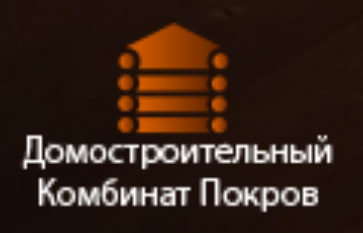 Домостроительный
Комбинат Покров